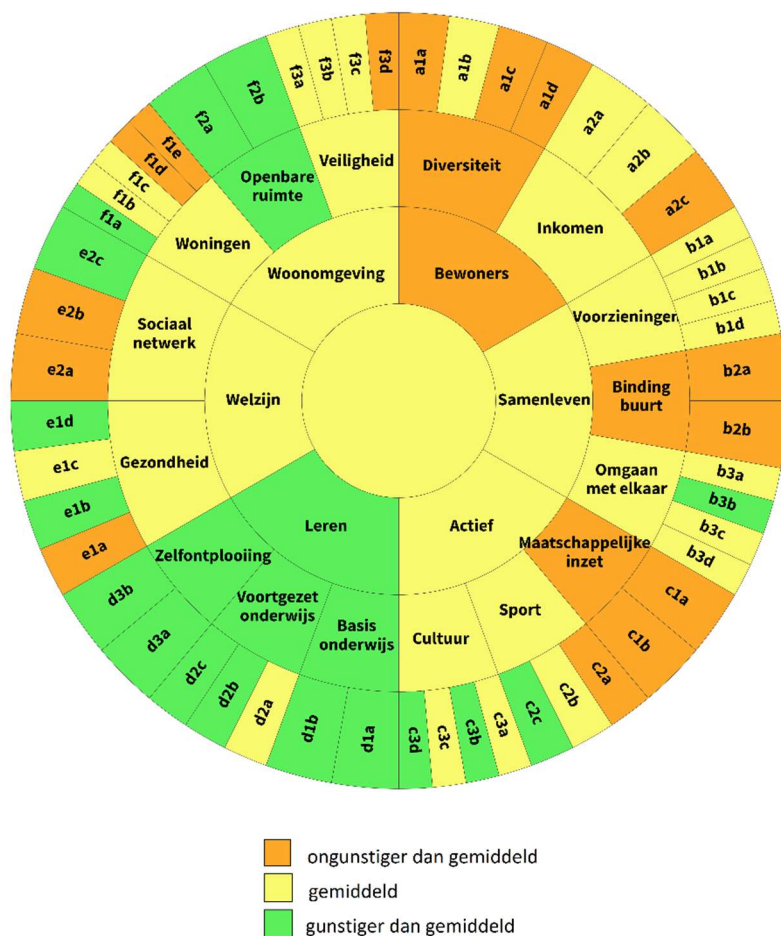 a1a
a1b
a1c
a1d
a2a
a2b
a2c
b1a
b1b
b1c
b1d
b2a
b2b
b3a
b3b
b3c
b3d
c1a
c1b
c2a
c2b
c2c
c3a
c3b
c3c
c3d
d1a
d1b
d2a
d2b
d2c
d3a
d3b
e1a
e1b
e1c
e1d
e2a
e2b
e2c
f1a
f1b
f1c
f1d
f1e
f2a
f2b
f3a
f3b
f3c
f3d
Diversiteit
Inkomen
Voorzieningen
Binding
buurt
Omgaan
met elkaar
Maatschappelijke
inzet
Sport
Cultuur
Basis
onderwijs
Voortgezet
onderwijs
Zelfontplooiing
Gezondheid
Sociaal
netwerk
Woningen
Openbare
ruimte
Veiligheid
Bewoners
Samenleven
Actief
Leren
Welzijn
Woonomgeving
ongunstiger dan gemiddeld
gemiddeld
gunstiger dan gemiddeld